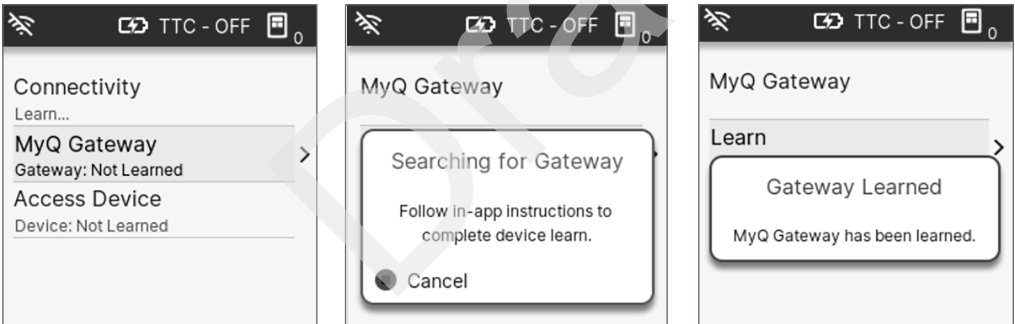 TTC - OFF
0
Connectivity
Learn...
MyQ Gateway
Gateway: Not Learned
Access Device
Device: Not Learned
TTC - OFF
0
MyQ Gateway
Searching for Gateway
Follow in-app instructions to
complete device learn.
Cancel
TTC - OFF
0
MyQ Gateway
Learn
Gateway Learned
MyQ Gateway has been learned.
Dra